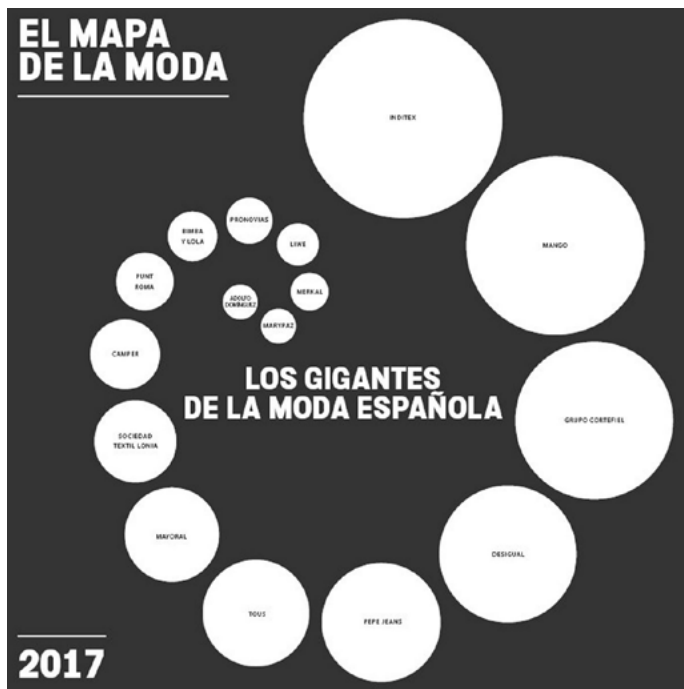 EL MAPA
DE LA MODA
INDITEX
MANGO
GRUPO CORTEFIEL
DESIGUAL
PEPE JEANS
TOUS
MAYORAL
SOCIEDAD
TEXTIL LONIA
CAMPER
PUNT
ROMA
BIMBA
Y LOLA
PRONOVIAS
LIWE
MERKAL
MARYPAZ
ADOLFO
DOMINGUEZ
LOS GIGANTES
DE LA MODA ESPAÑOLA
2017